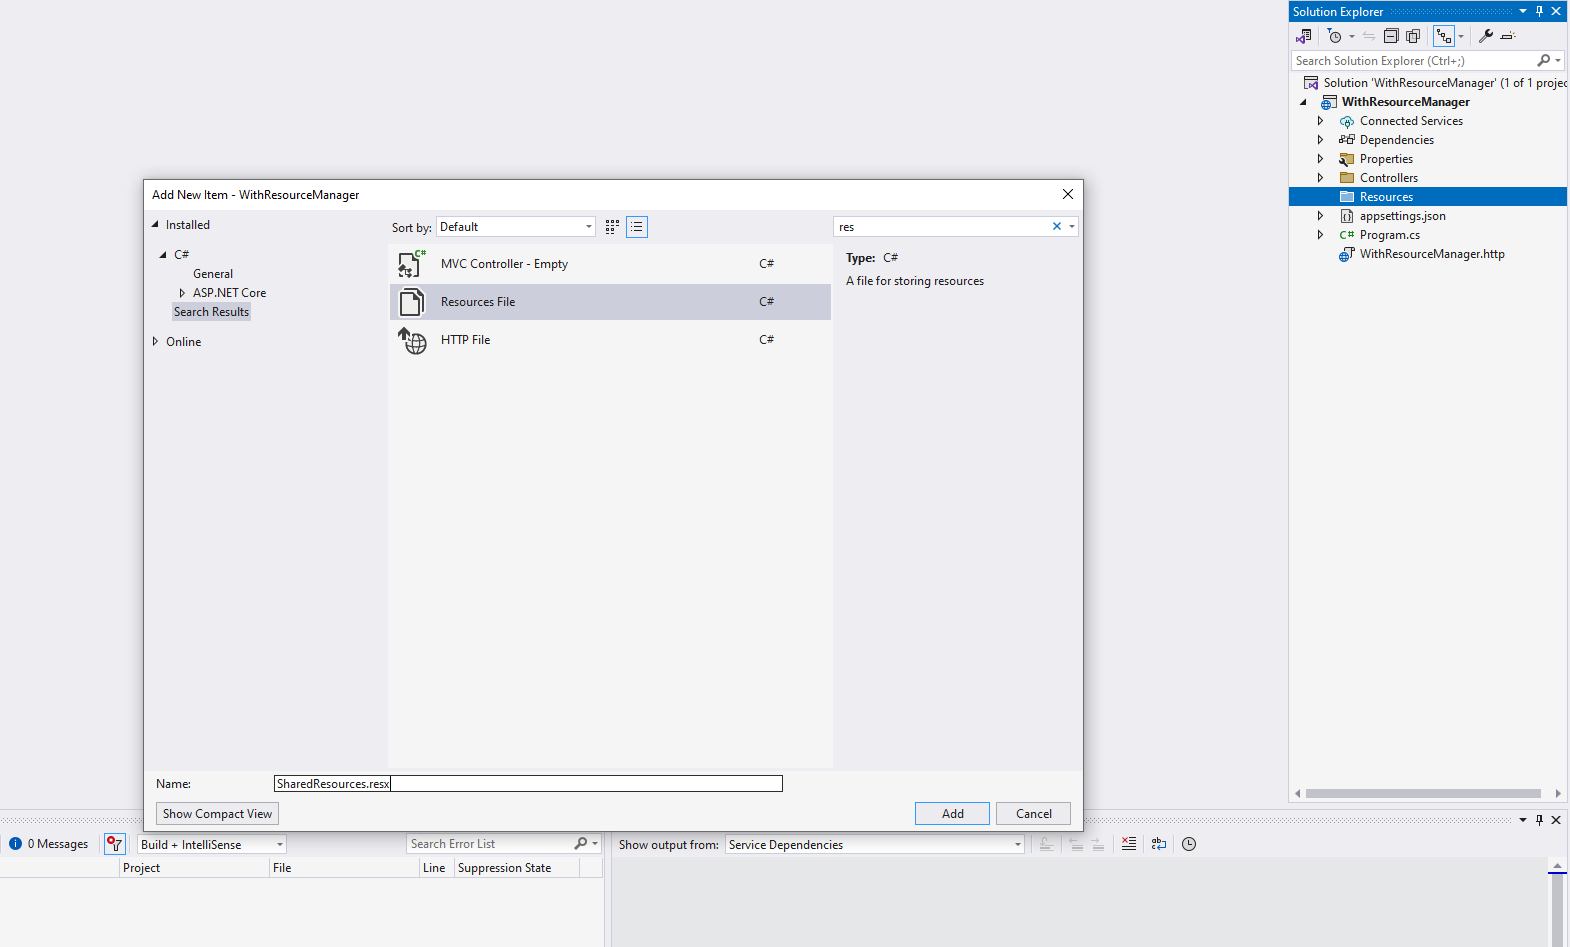 Solution Explorer
Search Solution Explorer (Ctrl+;)
Solution 'WithResourceManager' (1 of 1 projec
WithResourceManager
Connected Services
Dependencies
Properties
Controllers
Resources
appsettings.json
C# Program.cs
WithResourceManager.http
Add New Item - WithResourceManager
Installed
C#
General
ASP.NET Core
Search Results
Online
Sort by: Default
res
C# MVC Controller - Empty C#
Resources File C#
HTTP File C#
Type: C#
A file for storing resources
Name: SharedResources.resx
Show Compact View
Add
Cancel
0 Messages
Build + IntelliSense
Search Error List
Project File Line Suppression State
Show output from: Service Dependencies